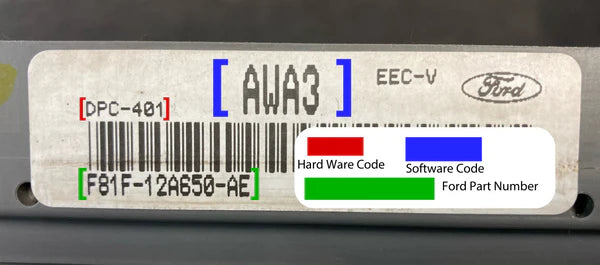 AWA3
EEC-V
Ford
DPC-401
F81F-12A650-AE
Hard Ware Code
Software Code
Ford Part Number